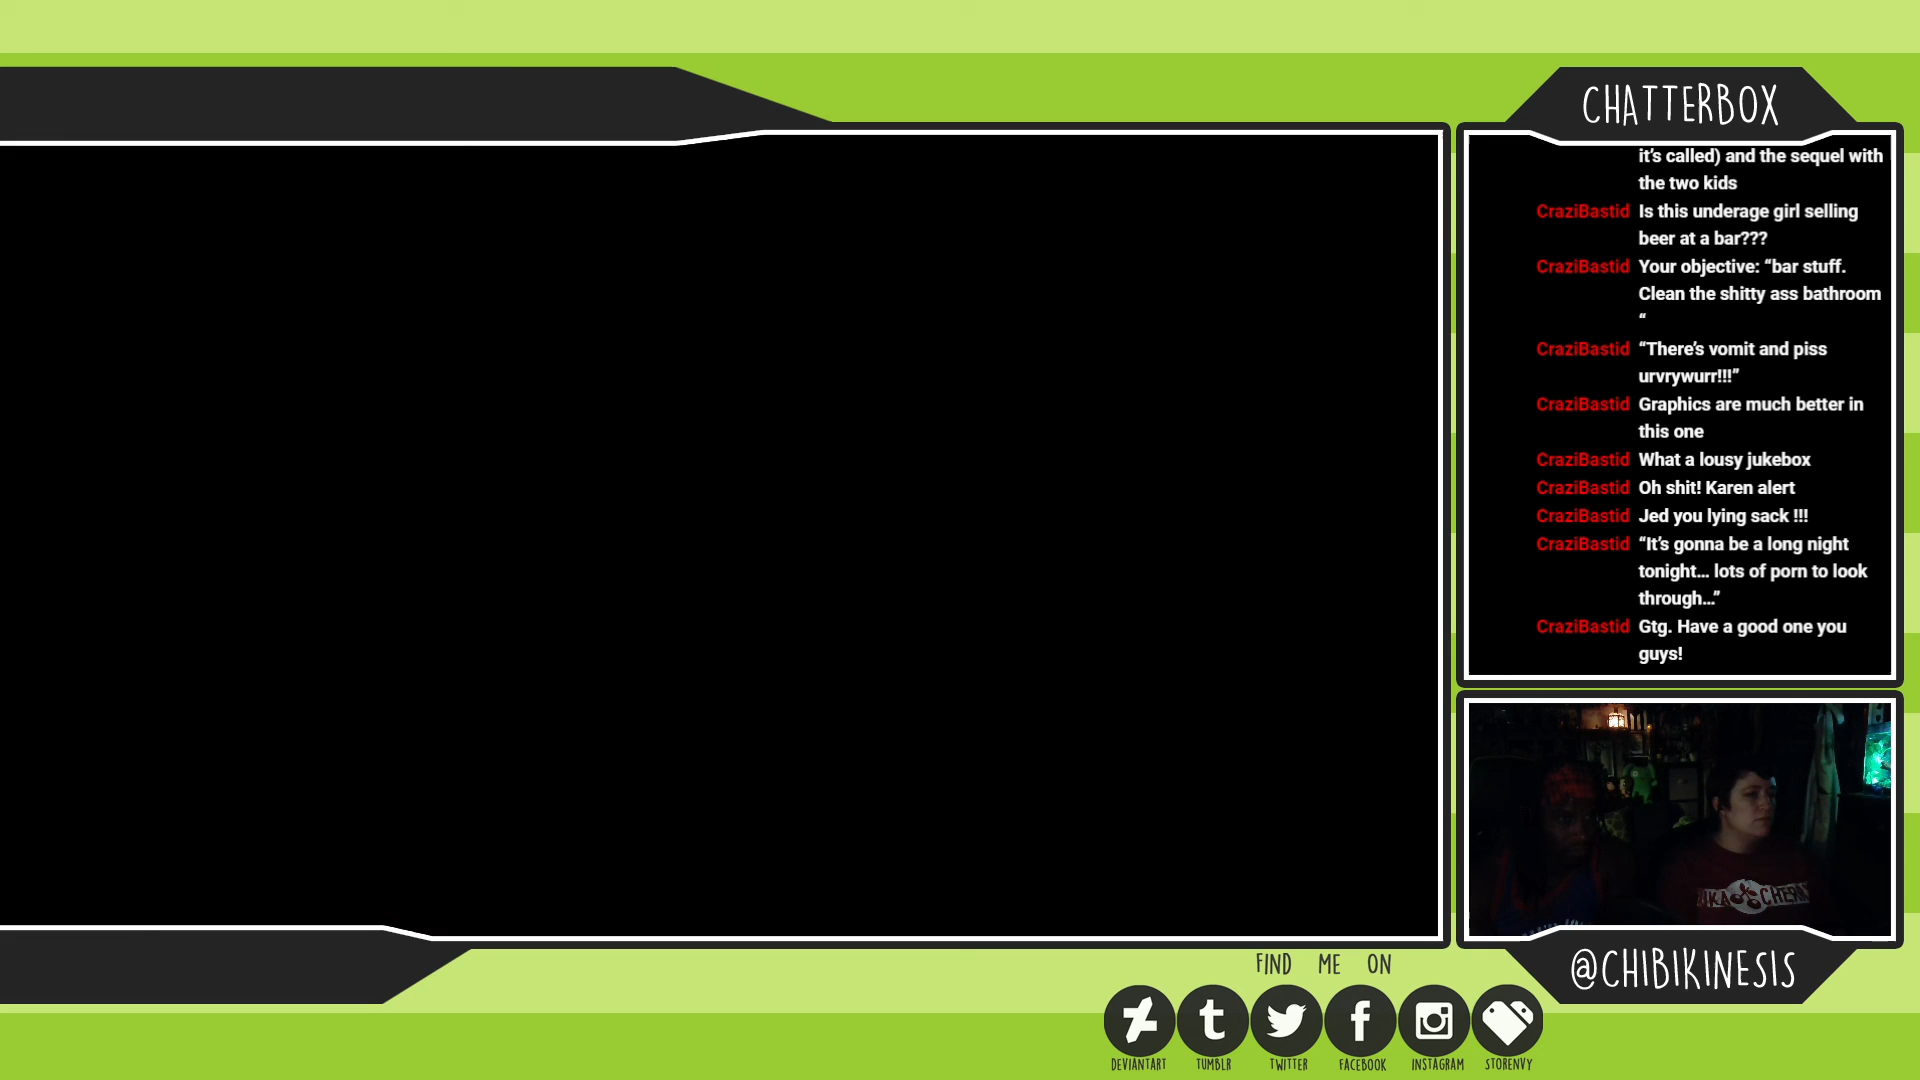 CHATTERBOX
it's called) and the sequel with
the two kids
CraziBastid Is this underage girl selling
beer at a bar???
CraziBastid Your objective: “bar stuff.
Clean the shitty ass bathroom
“
CraziBastid “There’s vomit and piss
urvrywurr!!!”
CraziBastid Graphics are much better in
this one
CraziBastid What a lousy jukebox
CraziBastid Oh shit! Karen alert
CraziBastid Jed you lying sack !!!
CraziBastid “It’s gonna be a long night
tonight... lots of porn to look
through...”
CraziBastid Gtg. Have a good one you
guys!
@CHIBIKINESIS
FIND ME ON
DEVIANTART TUMBLR TWITTER FACEBOOK INSTAGRAM STORENVY